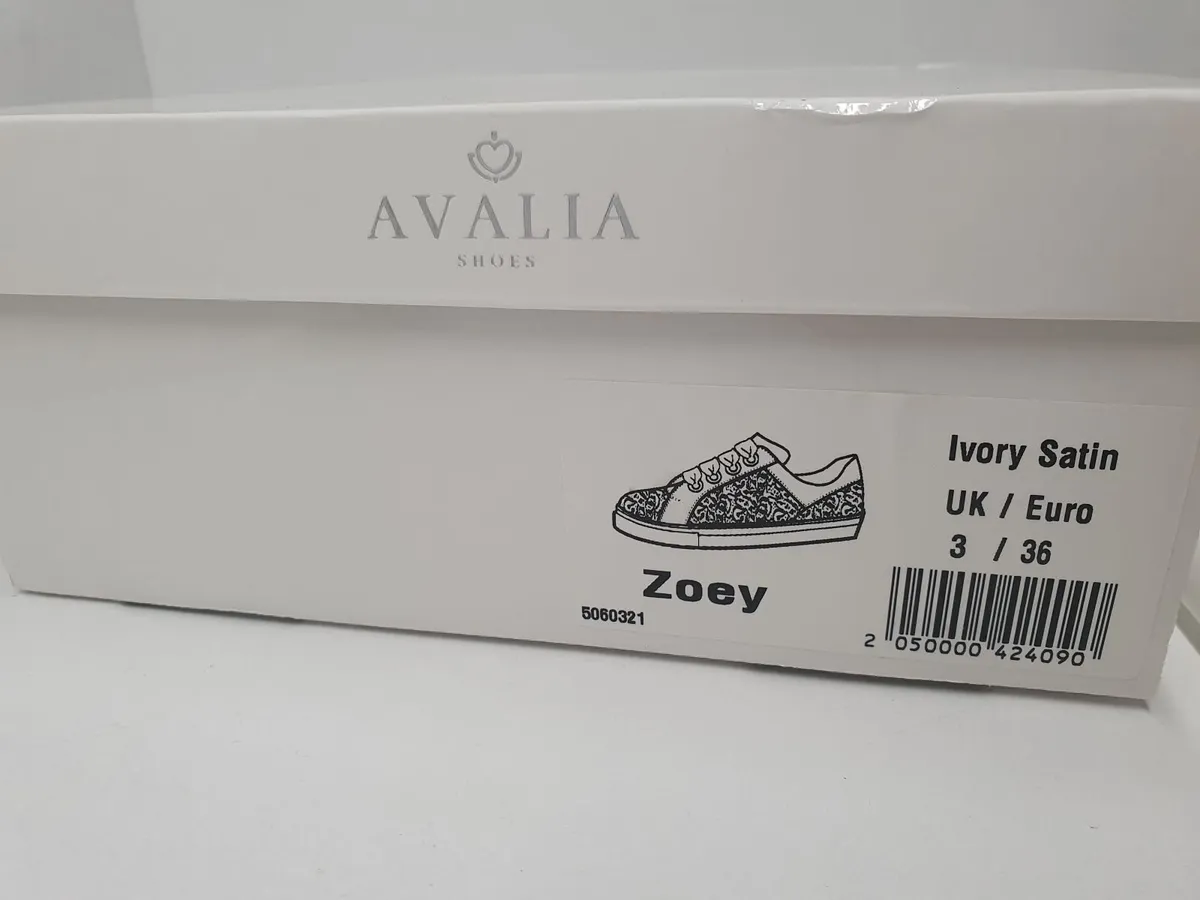 AVALIA
SHOES
Ivory Satin
UK / Euro
3 / 36
Zoey
5060321
2 050000 424090